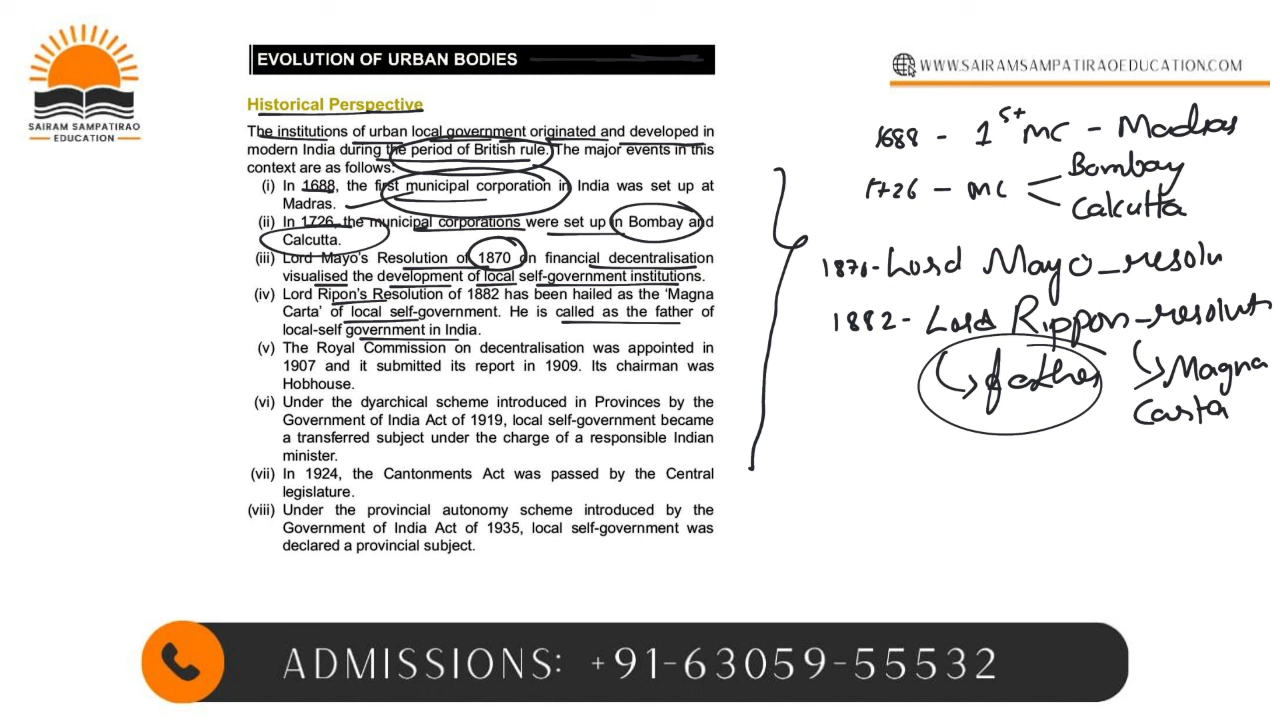 SAIRAM SAMPATIRAO
EDUCATION
EVOLUTION OF URBAN BODIES
WWW.SAIRAMSAMPATIRAOEDUCATION.COM
Historical Perspective
The institutions of urban local government originated and developed in
modern India during the period of British rule. The major events in this
context are as follows:
(i) In 1688, the first municipal corporation in India was set up at
Madras.
(ii) In 1726, the municipal corporations were set up in Bombay and
Calcutta.
(iii) Lord Mayo's Resolution of 1870 on financial decentralisation
visualised the development of local self-government institutions.
(iv) Lord Ripon's Resolution of 1882 has been hailed as the 'Magna
Carta' of local self-government. He is called as the father of
local-self government in India.
(v) The Royal Commission on decentralisation was appointed in
1907 and it submitted its report in 1909. Its chairman was
Hobhouse.
(vi) Under the dyarchical scheme introduced in Provinces by the
Government of India Act of 1919, local self-government became
a transferred subject under the charge of a responsible Indian
minister.
(vii) In 1924, the Cantonments Act was passed by the Central
legislature.
(viii) Under the provincial autonomy scheme introduced by the
Government of India Act of 1935, local self-government was
declared a provincial subject.
1688 - 1st MC - Madras
1726 - MC
Bombay
Calcutta
1870-Lord Mayo-resolu
1882- Lord Rippon-resolut
father
Magna
Carta
ADMISSIONS: +91-63059-55532